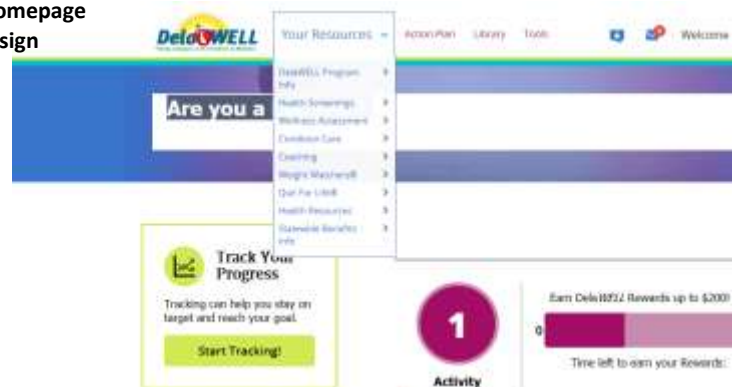 omepage
sign
DelaWELL
Your Resources
Action Plan Library Tools
Welcome
DelaWELL Program
Info
Health Screenings
Wellness Assessment
Condition Care
Coaching
Weight Watchers®
Quit For Life®
Health Resources
Statewide Benefits
Info
Are you a
Track Your
Progress
Tracking can help you stay on
target and reach your goal.
Start Tracking!
1
Activity
Earn DelaWELL Rewards up to $200!
0
Time left to earn your Rewards: